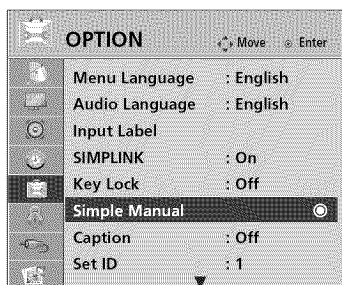 OPTION Move Enter
Menu Language : English
Audio Language : English
Input Label
SIMPLINK : On
Key Lock : Off
Simple Manual
Caption : Off
Set ID : 1